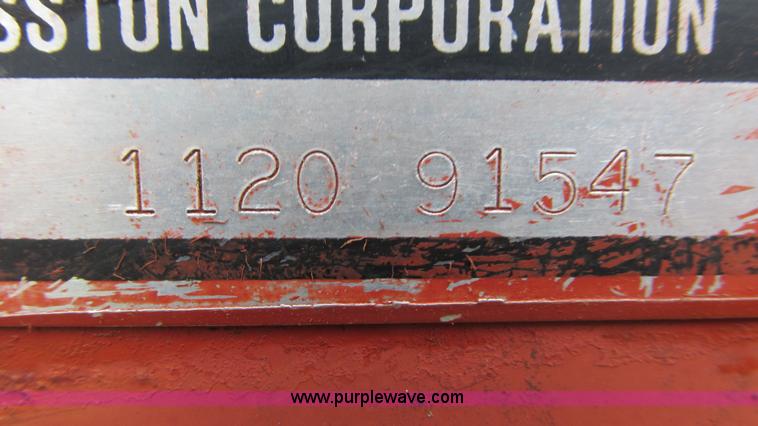 SSTON CORPORATION
1120 91547
www.purplewave.com